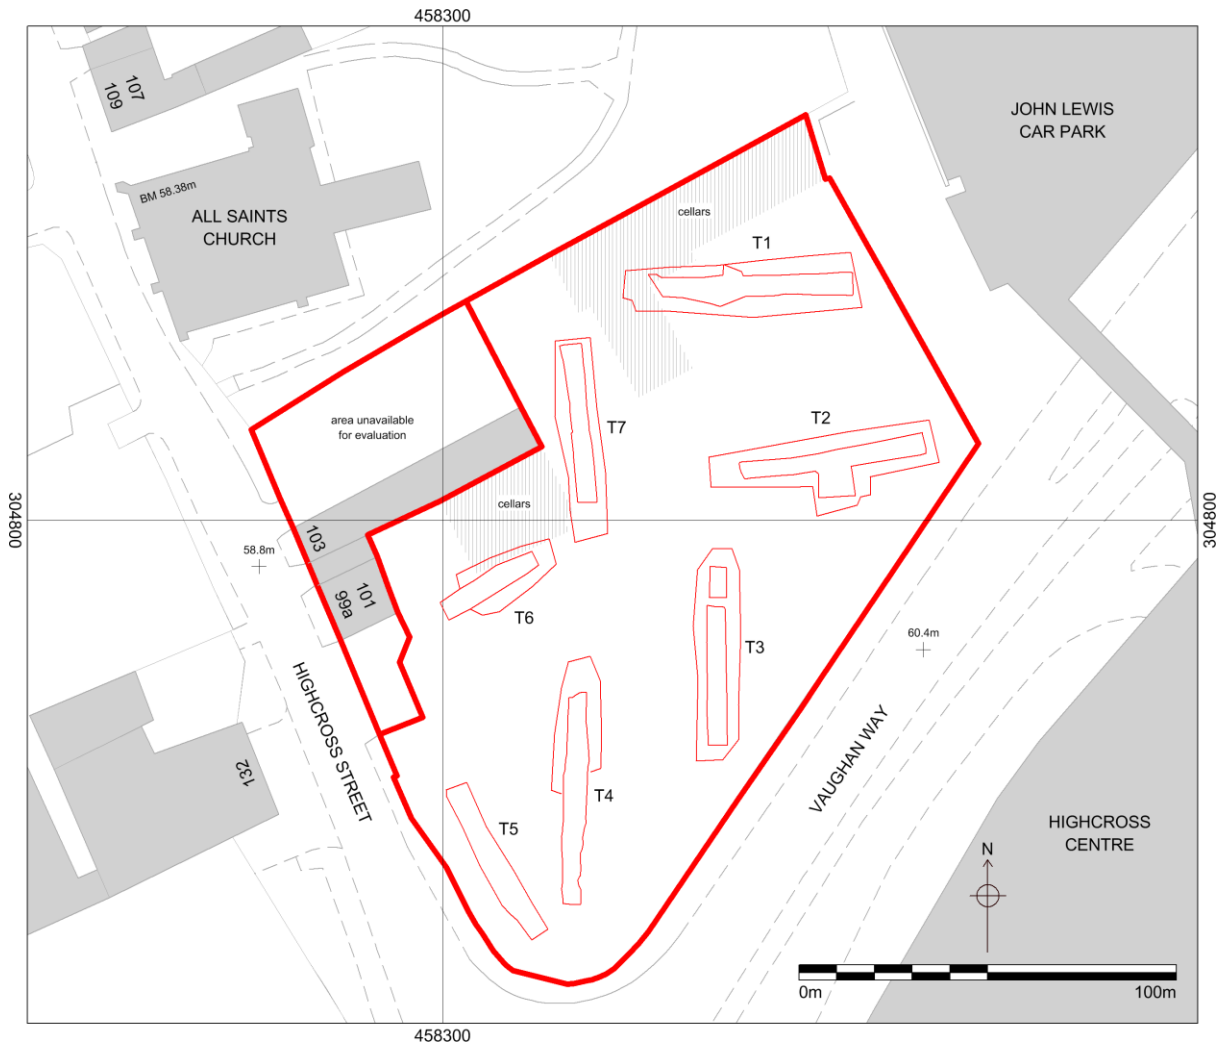 458300
107
109
JOHN LEWIS
CAR PARK
BM 58.38m
ALL SAINTS
CHURCH
cellars
T1
area unavailable
for evaluation
T7
T2
cellars
304800
304800
103
58.8m
101
99a
T6
T3
60.4m
HIGHCROSS STREET
VAUGHAN WAY
132
T4
T5
HIGHCROSS
CENTRE
N
0m
100m
458300